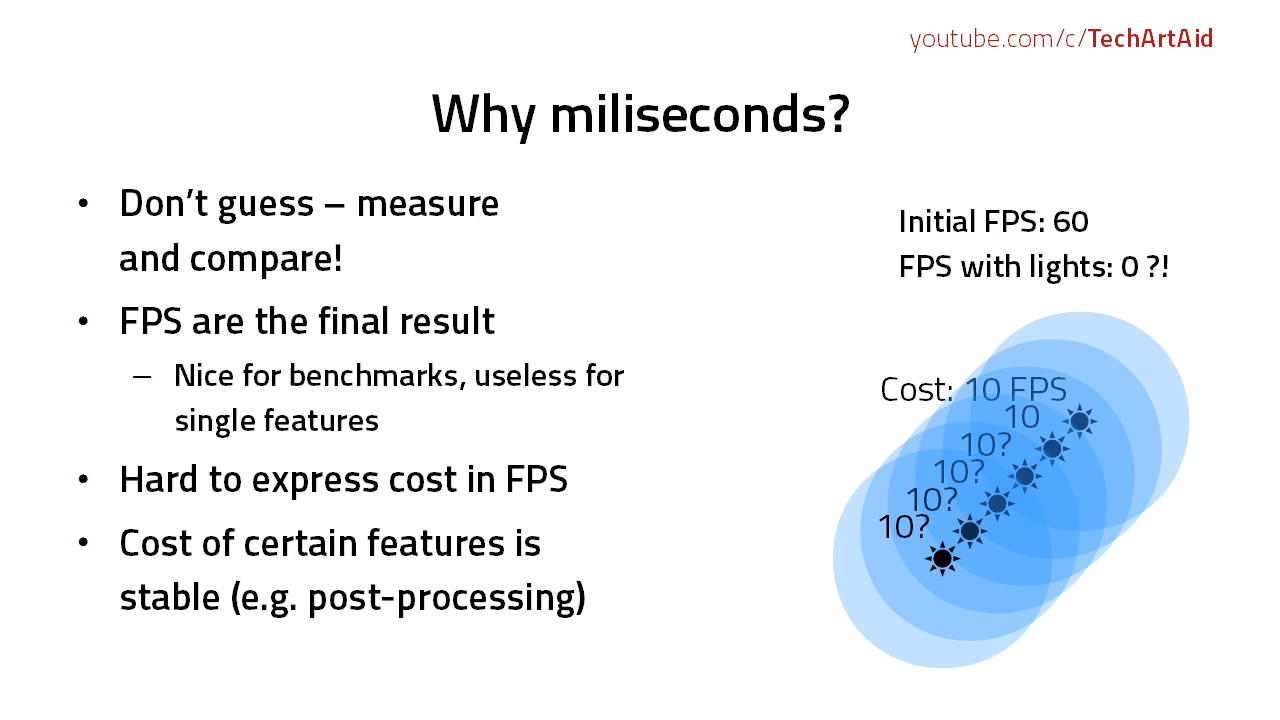 youtube.com/c/TechArtAid
Why miliseconds?
• Don't guess – measure
and compare!
• FPS are the final result
– Nice for benchmarks, useless for
single features
• Hard to express cost in FPS
• Cost of certain features is
stable (e.g. post-processing)
Initial FPS: 60
FPS with lights: 0 ?!
Cost: 10 FPS
10
10?
10?
10?
10?